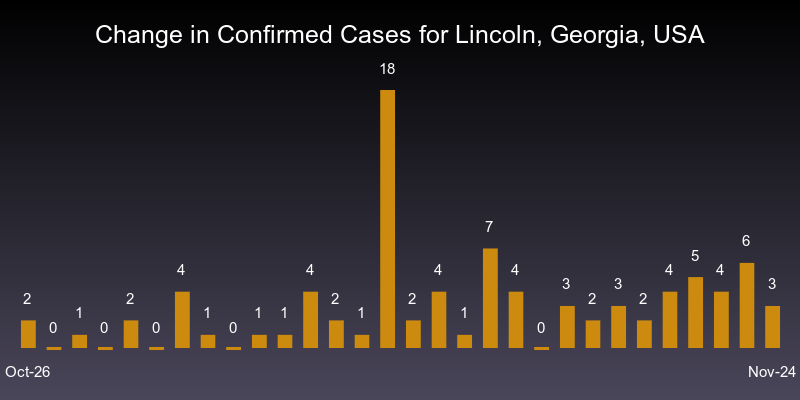 Change in Confirmed Cases for Lincoln, Georgia, USA
2 0 1 0 2 0 4 1 0 1 1 4 2 1 18 2 4 1 7 4 0 3 2 3 2 4 5 4 6 3
Oct-26 Nov-24